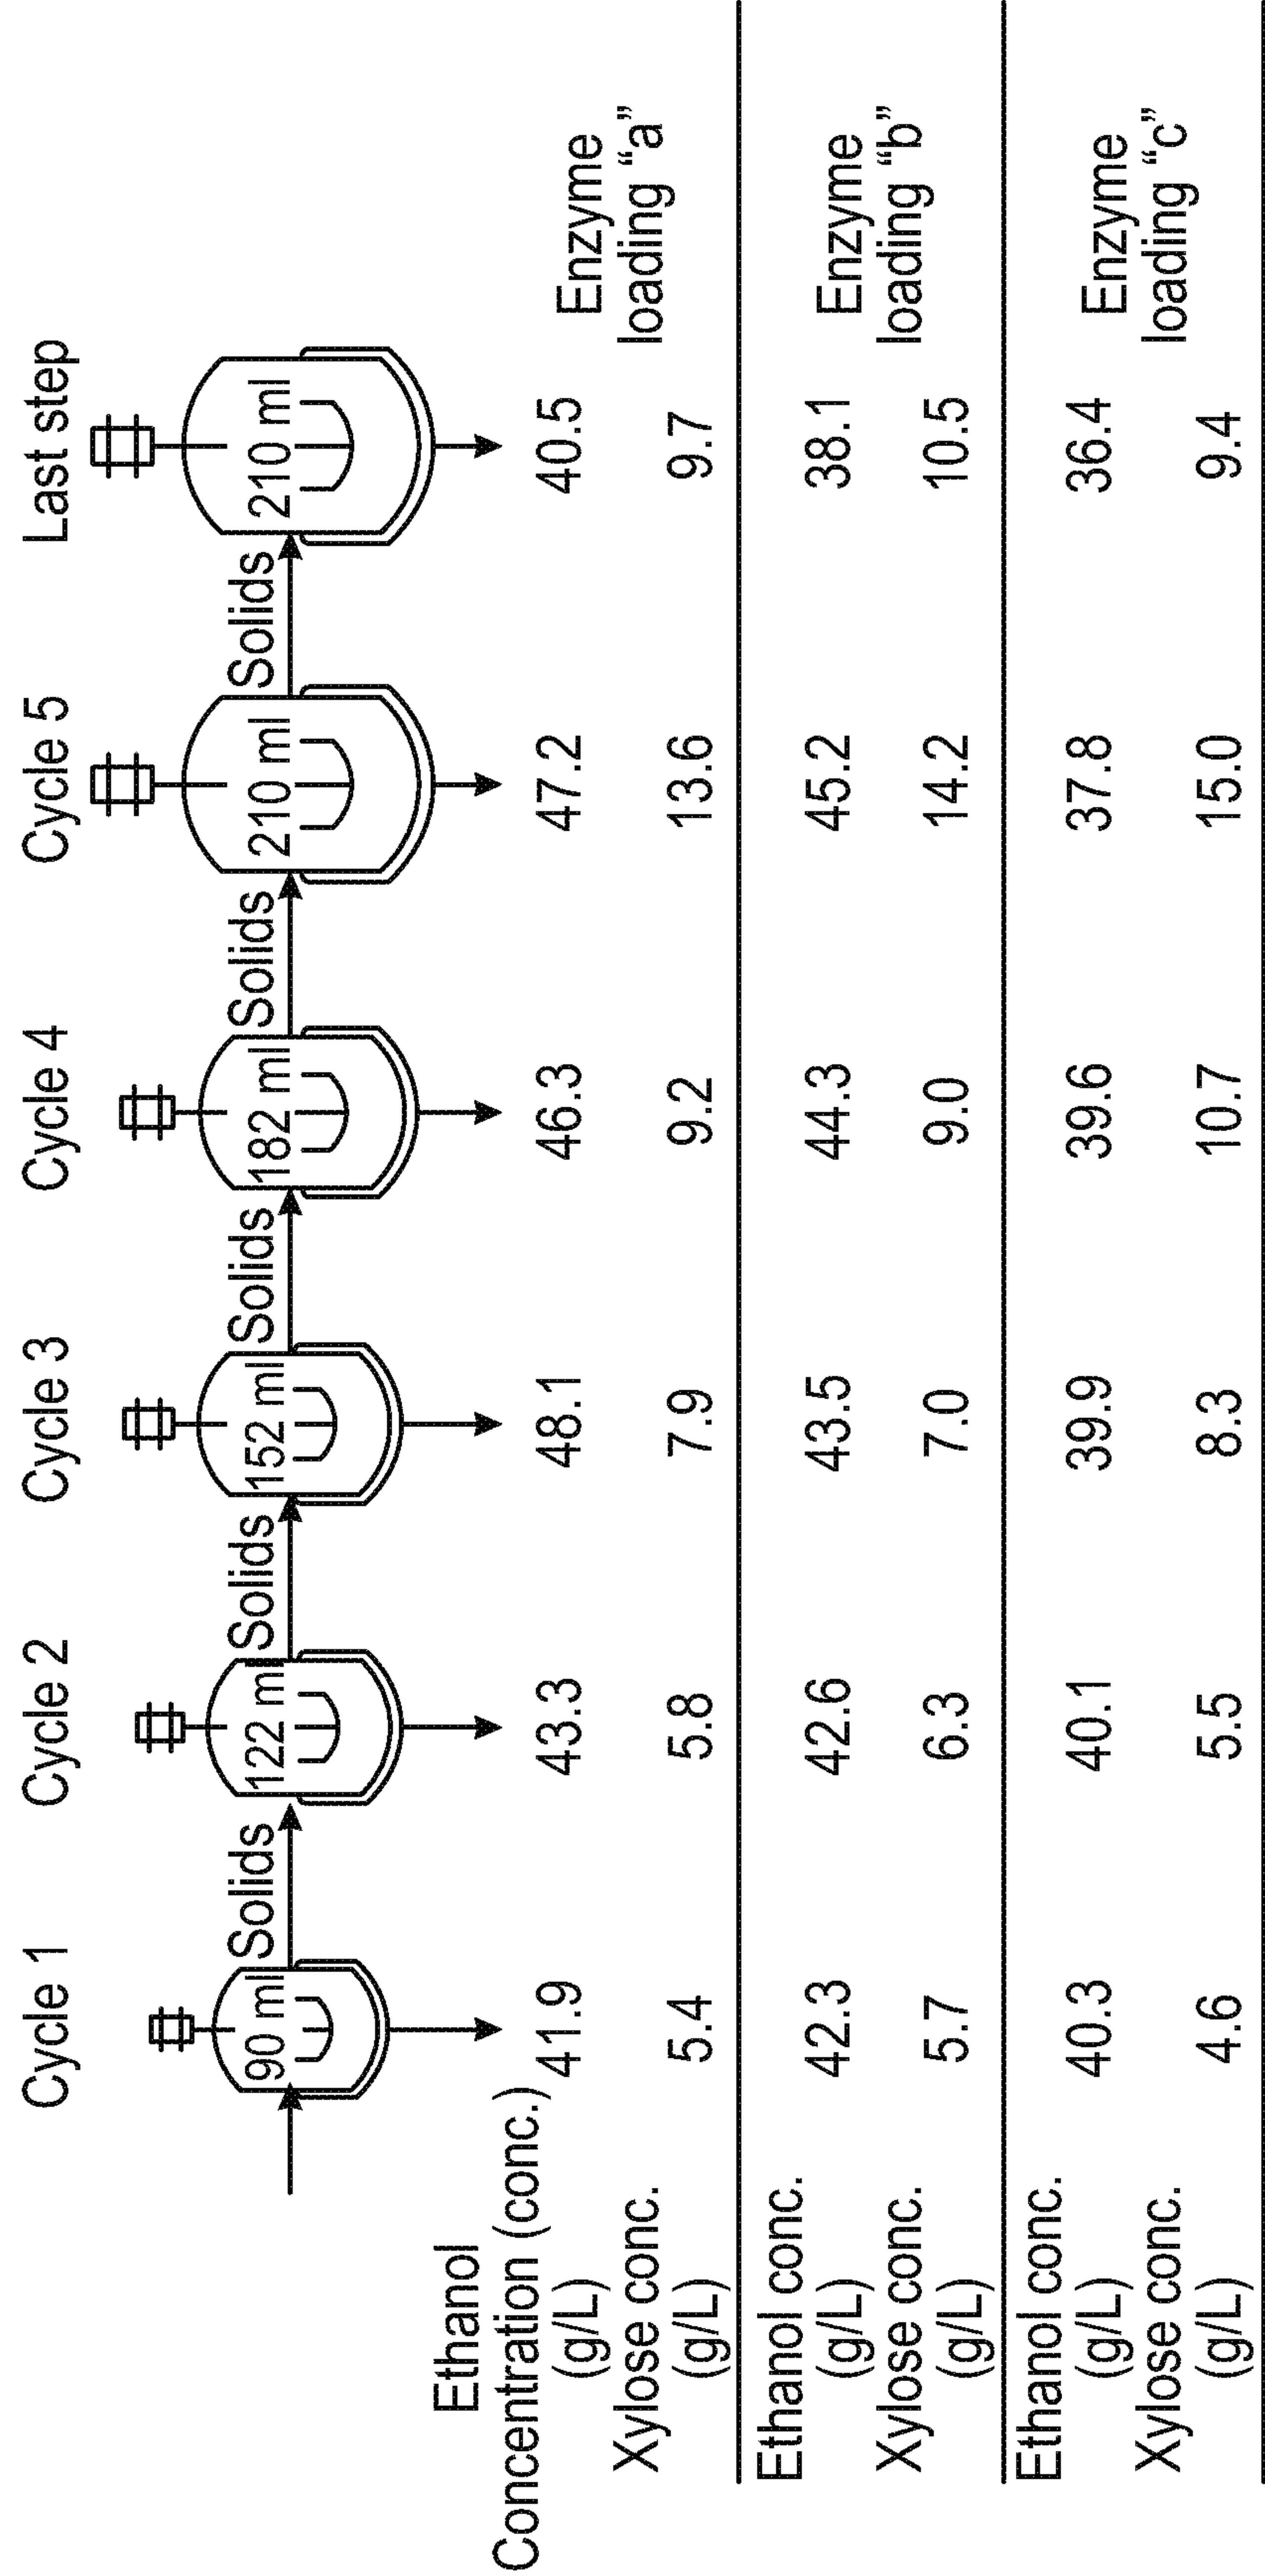 Cycle 1
Cycle 2
Cycle 3
Cycle 4
Cycle 5
Last step
90 ml
Solids
122 m
Solids
152 ml
Solids
182 ml
Solids
210 ml
Solids
210 ml
Ethanol
Concentration (conc.)
(g/L)
41.9
43.3
48.1
46.3
47.2
40.5
Xylose conc.
(g/L)
5.4
5.8
7.9
9.2
13.6
9.7
Enzyme
loading “a”
Ethanol conc.
(g/L)
42.3
42.6
43.5
44.3
45.2
38.1
Xylose conc.
(g/L)
5.7
6.3
7.0
9.0
14.2
10.5
Enzyme
loading “b”
Ethanol conc.
(g/L)
40.3
40.1
39.9
39.6
37.8
36.4
Xylose conc.
(g/L)
4.6
5.5
8.3
10.7
15.0
9.4
Enzyme
loading “c”